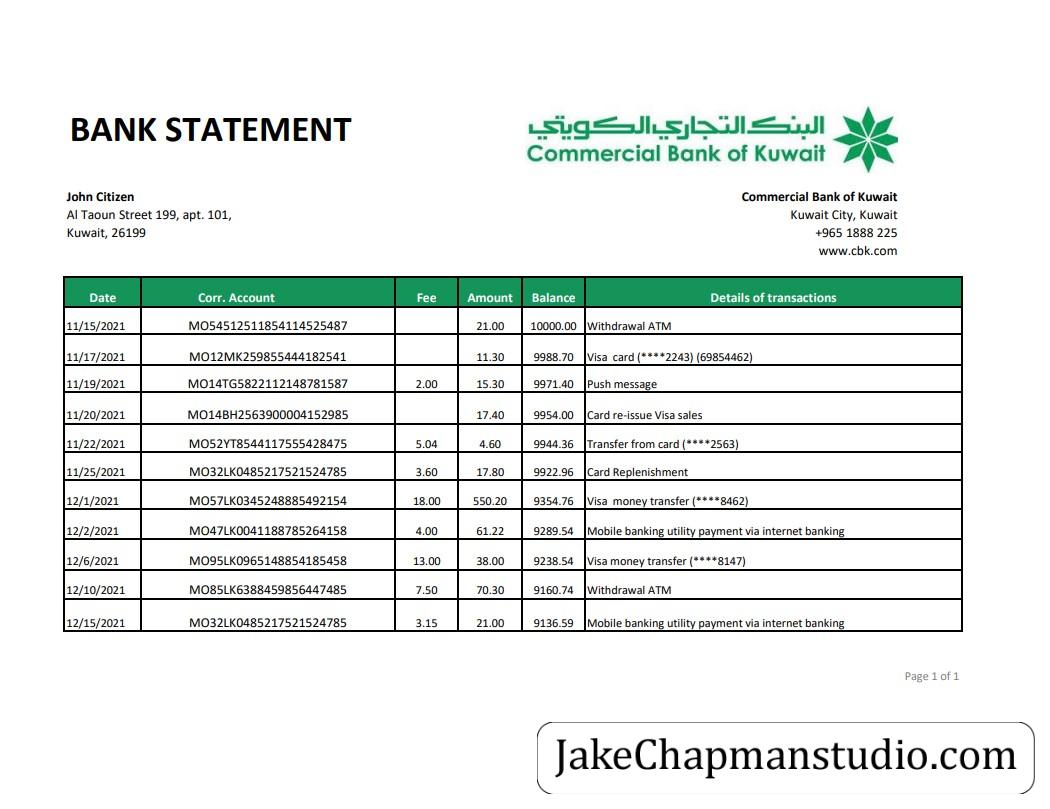 BANK STATEMENT
البنك التجاري الكويتي
Commercial Bank of Kuwait
John Citizen
Al Taoun Street 199, apt. 101,
Kuwait, 26199
Commercial Bank of Kuwait
Kuwait City, Kuwait
+965 1888 225
www.cbk.com
Date Corr. Account Fee Amount Balance Details of transactions
11/15/2021 MO54512511854114525487 21.00 10000.00 Withdrawal ATM
11/17/2021 MO12MK259855444182541 11.30 9988.70 Visa card (****2243) (69854462)
11/19/2021 MO14TG5822112148781587 2.00 15.30 9971.40 Push message
11/20/2021 MO14BH2563900004152985 17.40 9954.00 Card re-issue Visa sales
11/22/2021 MO52YT8544117555428475 5.04 4.60 9944.36 Transfer from card (****2563)
11/25/2021 MO32LK0485217521524785 3.60 17.80 9922.96 Card Replenishment
12/1/2021 MO57LK0345248885492154 18.00 550.20 9354.76 Visa money transfer (****8462)
12/2/2021 MO47LK0041188785264158 4.00 61.22 9289.54 Mobile banking utility payment via internet banking
12/6/2021 MO95LK0965148854185458 13.00 38.00 9238.54 Visa money transfer (****8147)
12/10/2021 MO85LK6388459856447485 7.50 70.30 9160.74 Withdrawal ATM
12/15/2021 MO32LK0485217521524785 3.15 21.00 9136.59 Mobile banking utility payment via internet banking
Page 1 of 1
JakeChapmanstudio.com